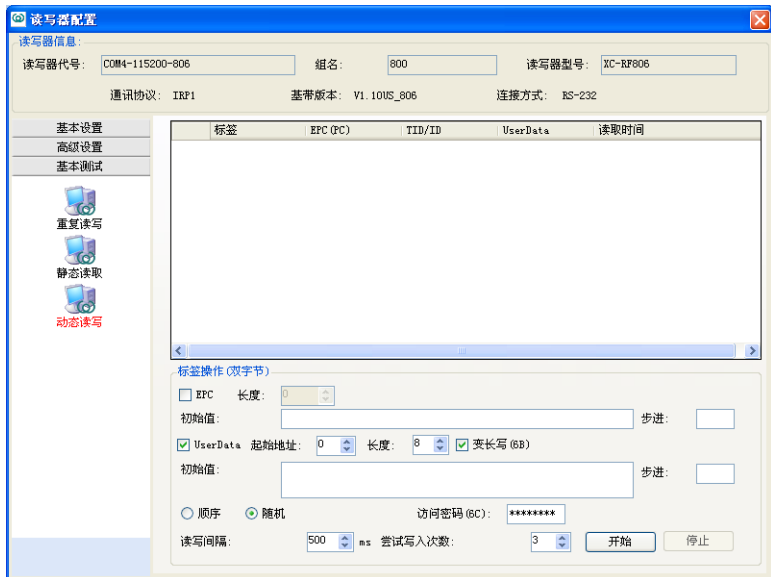 读写器配置
读写器信息:
读写器代号: COM4-115200-806 组名: 800 读写器型号: XC-RF806
通讯协议: IRP1 基带版本: V1.10US_806 连接方式: RS-232
基本设置
高级设置
基本测试
重复读写
静态读取
动态读写
标签 EPC(PC) TID/ID UserData 读取时间
标签操作(双字节)
EPC 长度: 0
初始值: 步进:
UserData 起始地址: 0 长度: 8 变长写(6B)
初始值: 步进:
顺序 随机 访问密码(6C): ********
读写间隔: 500 ms 尝试写入次数: 3 开始 停止